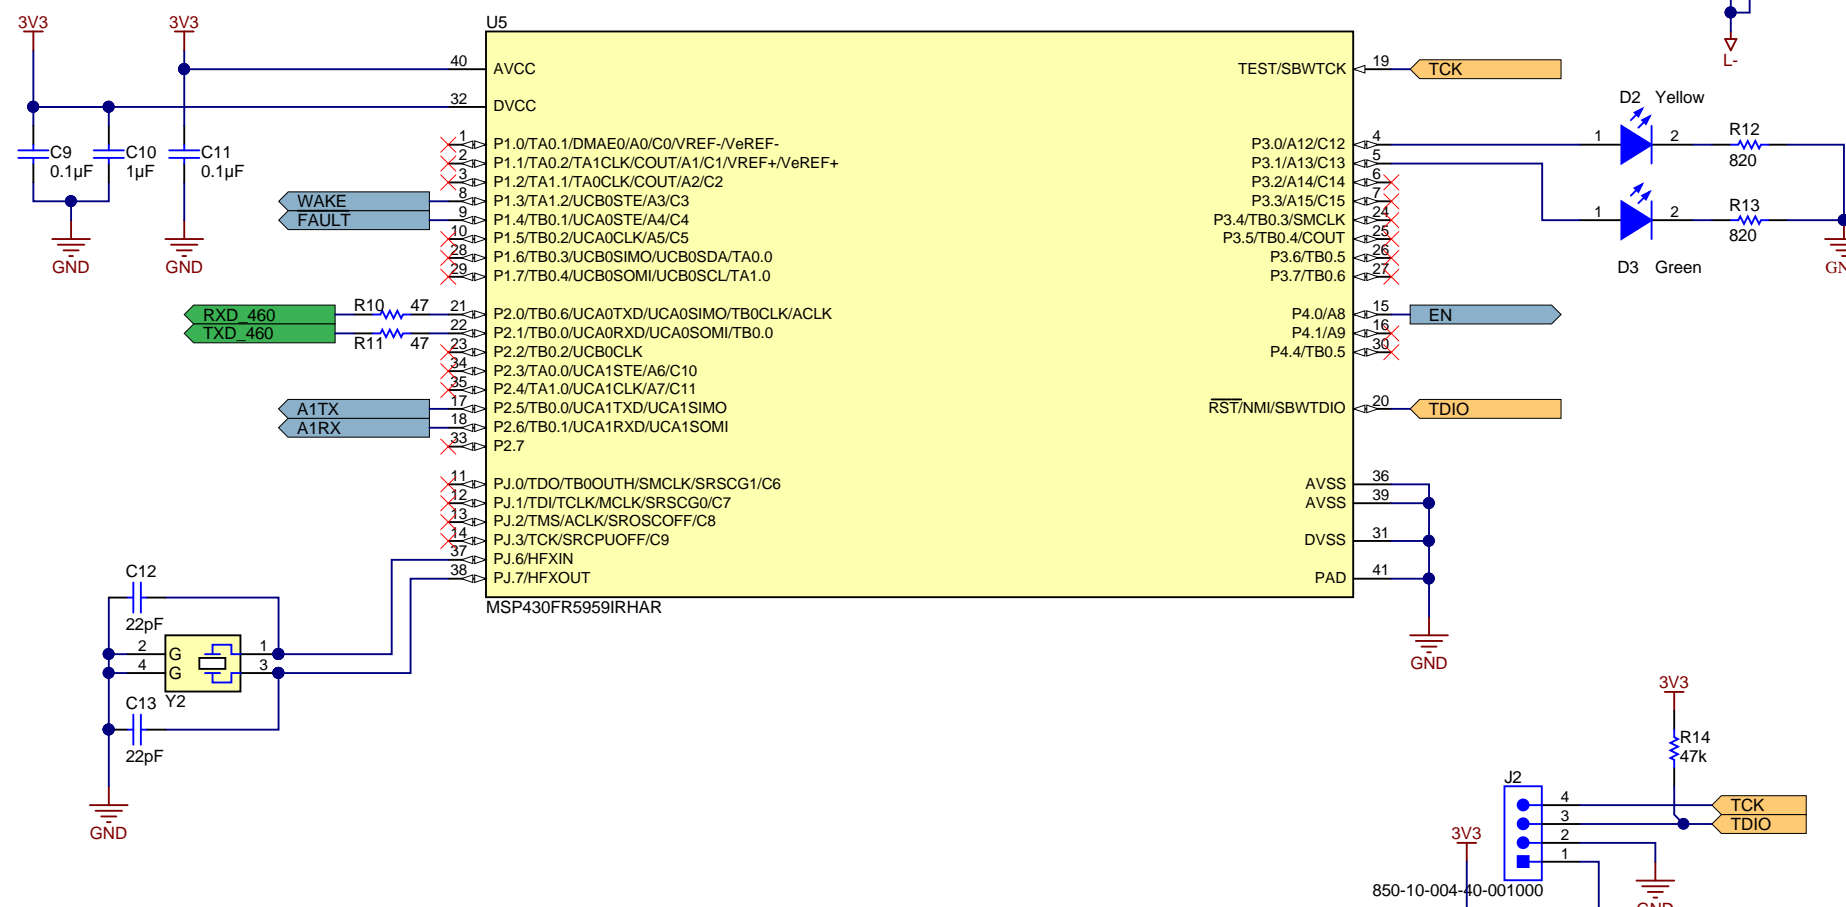 3V3
3V3
U5
L-
40 AVCC
TEST/SBWTCK 19 TCK
32 DVCC
D2 Yellow
1 P1.0/TA0.1/DMAE0/A0/C0/VREF-/VeREF-
P3.0/A12/C12 4
1 2 R12
820
2 P1.1/TA0.2/TA1CLK/COUT/A1/C1/VREF+/VeREF+
P3.1/A13/C13 5
C9
0.1µF
C10
1µF
C11
0.1µF
3 P1.2/TA1.1/TA0CLK/COUT/A2/C2
P3.2/A14/C14 6
WAKE 8 P1.3/TA1.2/UCB0STE/A3/C3
P3.3/A15/C15 7
FAULT 9 P1.4/TB0.1/UCA0STE/A4/C4
P3.4/TB0.3/SMCLK 24
1 2 R13
820
10 P1.5/TB0.2/UCA0CLK/A5/C5
P3.5/TB0.4/COUT 25
28 P1.6/TB0.3/UCB0SIMO/UCB0SDA/TA0.0
P3.6/TB0.5 26
29 P1.7/TB0.4/UCB0SOMI/UCB0SCL/TA1.0
P3.7/TB0.6 27
D3 Green
GND
GND
GN
RXD_460 R10 47 21 P2.0/TB0.6/UCA0TXD/UCA0SIMO/TB0CLK/ACLK
P4.0/A8 15 EN
TXD_460 R11 47 22 P2.1/TB0.0/UCA0RXD/UCA0SOMI/TB0.0
P4.1/A9 16
23 P2.2/TB0.2/UCB0CLK
P4.4/TB0.5 30
34 P2.3/TA0.0/UCA1STE/A6/C10
35 P2.4/TA1.0/UCA1CLK/A7/C11
A1TX 17 P2.5/TB0.0/UCA1TXD/UCA1SIMO
RST/NMI/SBWTDIO 20 TDIO
A1RX 18 P2.6/TB0.1/UCA1RXD/UCA1SOMI
33 P2.7
11 PJ.0/TDO/TB0OUTH/SMCLK/SRSCG1/C6
AVSS 36
12 PJ.1/TDI/TCLK/MCLK/SRSCG0/C7
AVSS 39
13 PJ.2/TMS/ACLK/SROSCOFF/C8
14 PJ.3/TCK/SRCPUOFF/C9
DVSS 31
37 PJ.6/HFXIN
38 PJ.7/HFXOUT
PAD 41
MSP430FR5959IRHAR
C12
22pF
2 G 1
4 G 3
Y2
C13
22pF
GND
GND
3V3
R14
47k
J2
4 TCK
3 TDIO
2
1
3V3
850-10-004-40-001000
GND